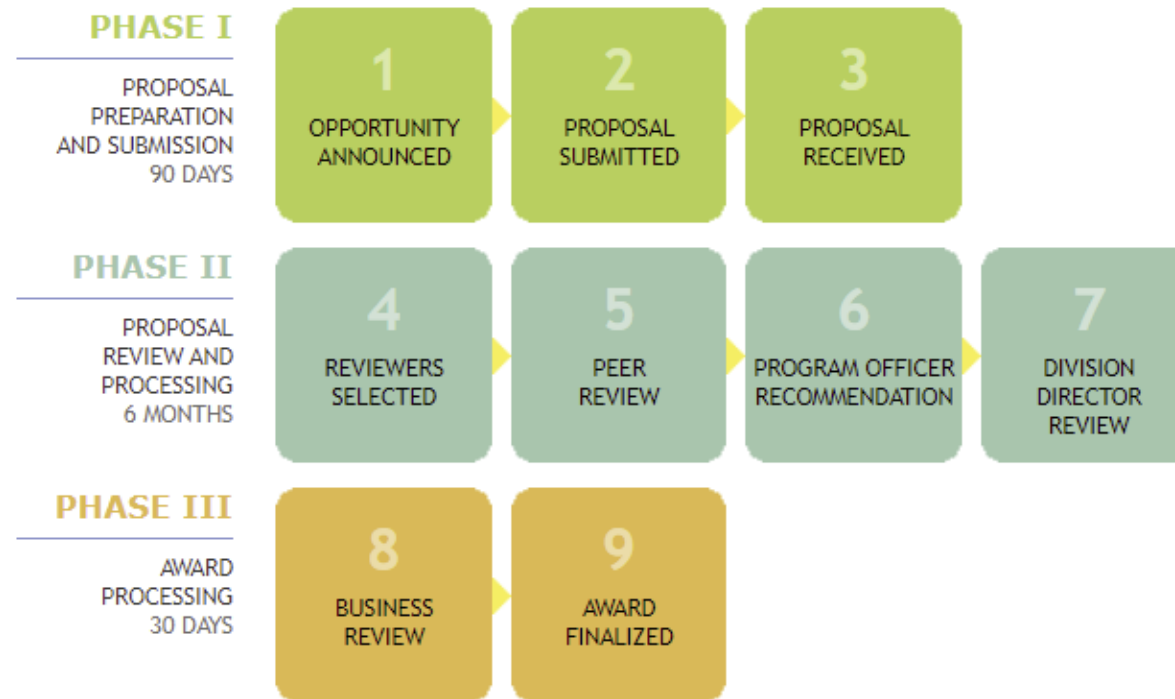 PHASE I
PROPOSAL
PREPARATION
AND SUBMISSION
90 DAYS
1
OPPORTUNITY
ANNOUNCED
2
PROPOSAL
SUBMITTED
3
PROPOSAL
RECEIVED
PHASE II
PROPOSAL
REVIEW AND
PROCESSING
6 MONTHS
4
REVIEWERS
SELECTED
5
PEER
REVIEW
6
PROGRAM OFFICER
RECOMMENDATION
7
DIVISION
DIRECTOR
REVIEW
PHASE III
AWARD
PROCESSING
30 DAYS
8
BUSINESS
REVIEW
9
AWARD
FINALIZED